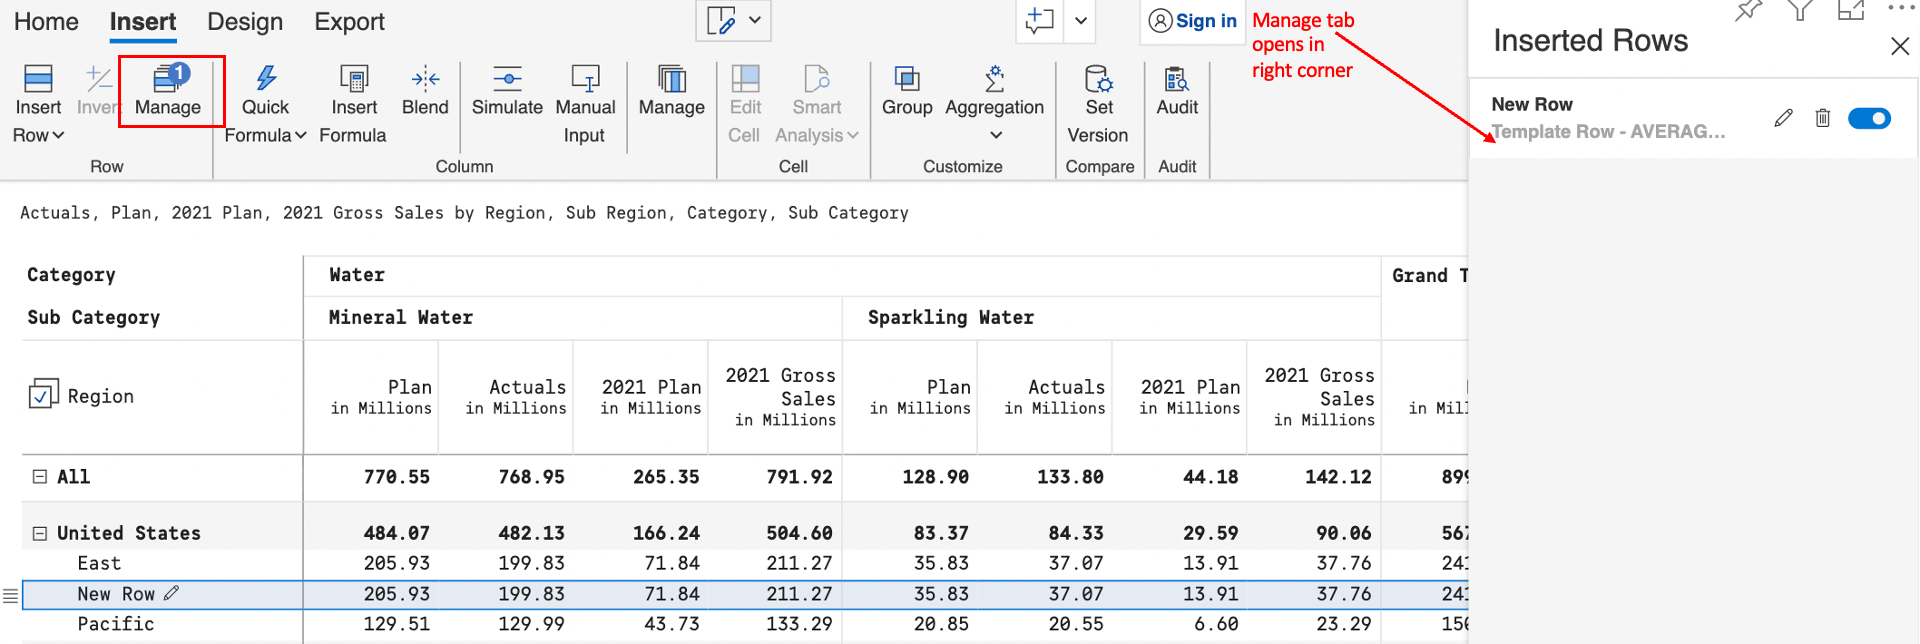 Home Insert Design Export
Sign in
Manage tab
opens in
right corner
Inserted Rows
Insert
Row
Manage
1
Quick
Formula
Insert
Formula
Blend
Simulate
Manual
Input
Manage
Edit
Cell
Smart
Analysis
Group
Aggregation
Set
Version
Audit
Row Column Cell Customize Compare Audit
New Row
Template Row - AVERAG...
Actuals, Plan, 2021 Plan, 2021 Gross Sales by Region, Sub Region, Category, Sub Category
Category Water Grand
Sub Category Mineral Water Sparkling Water
Region
Plan
in Millions
Actuals
in Millions
2021 Plan
in Millions
2021 Gross
Sales
in Millions
Plan
in Millions
Actuals
in Millions
2021 Plan
in Millions
2021 Gross
Sales
in Millions
in Mill
All 770.55 768.95 265.35 791.92 128.90 133.80 44.18 142.12
United States 484.07 482.13 166.24 504.60 83.37 84.33 29.59 90.06 567
East 205.93 199.83 71.84 211.27 35.83 37.07 13.91 37.76 241
New Row 205.93 199.83 71.84 211.27 35.83 37.07 13.91 37.76 241
Pacific 129.51 129.99 43.73 133.29 20.85 20.55 6.60 23.29 150